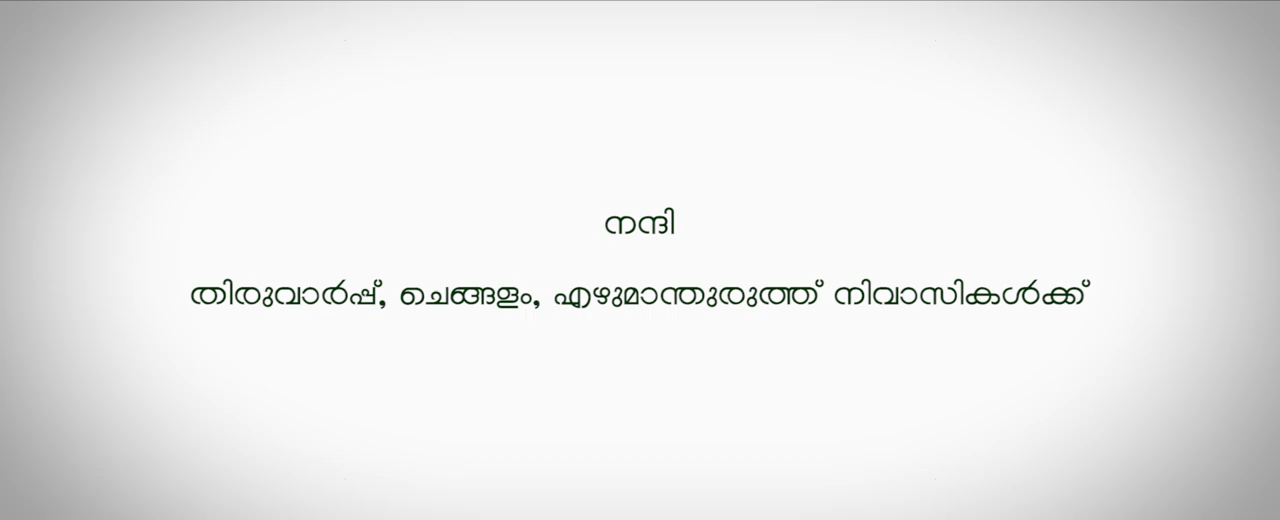 നന്ദി
തിരുവാർപ്പ്, ചെങ്ങളം, എഴുമാന്തുരുത്ത് നിവാസികൾക്ക്